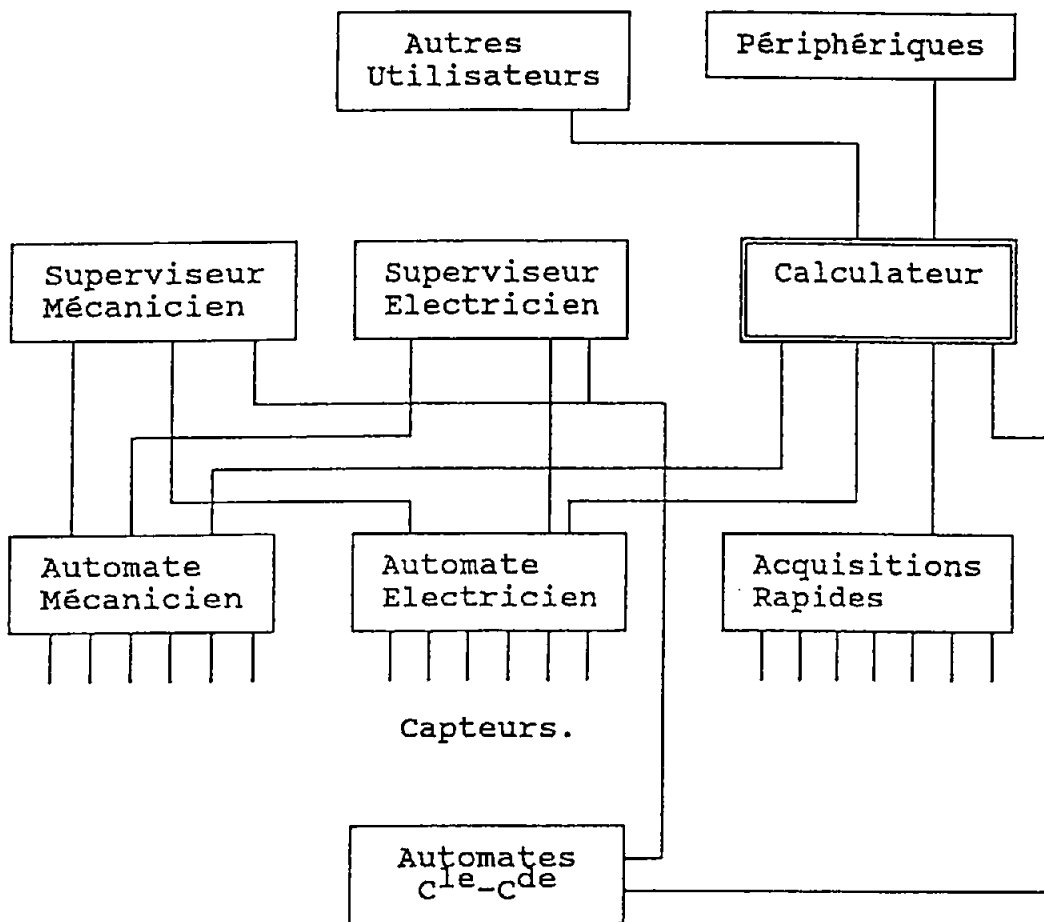 Autres
Utilisateurs
Périphériques
Superviseur
Mécanicien
Superviseur
Electricien
Calculateur
Automate
Mécanicien
Automate
Electricien
Acquisitions
Rapides
Capteurs.
Automates
Cle-Cde